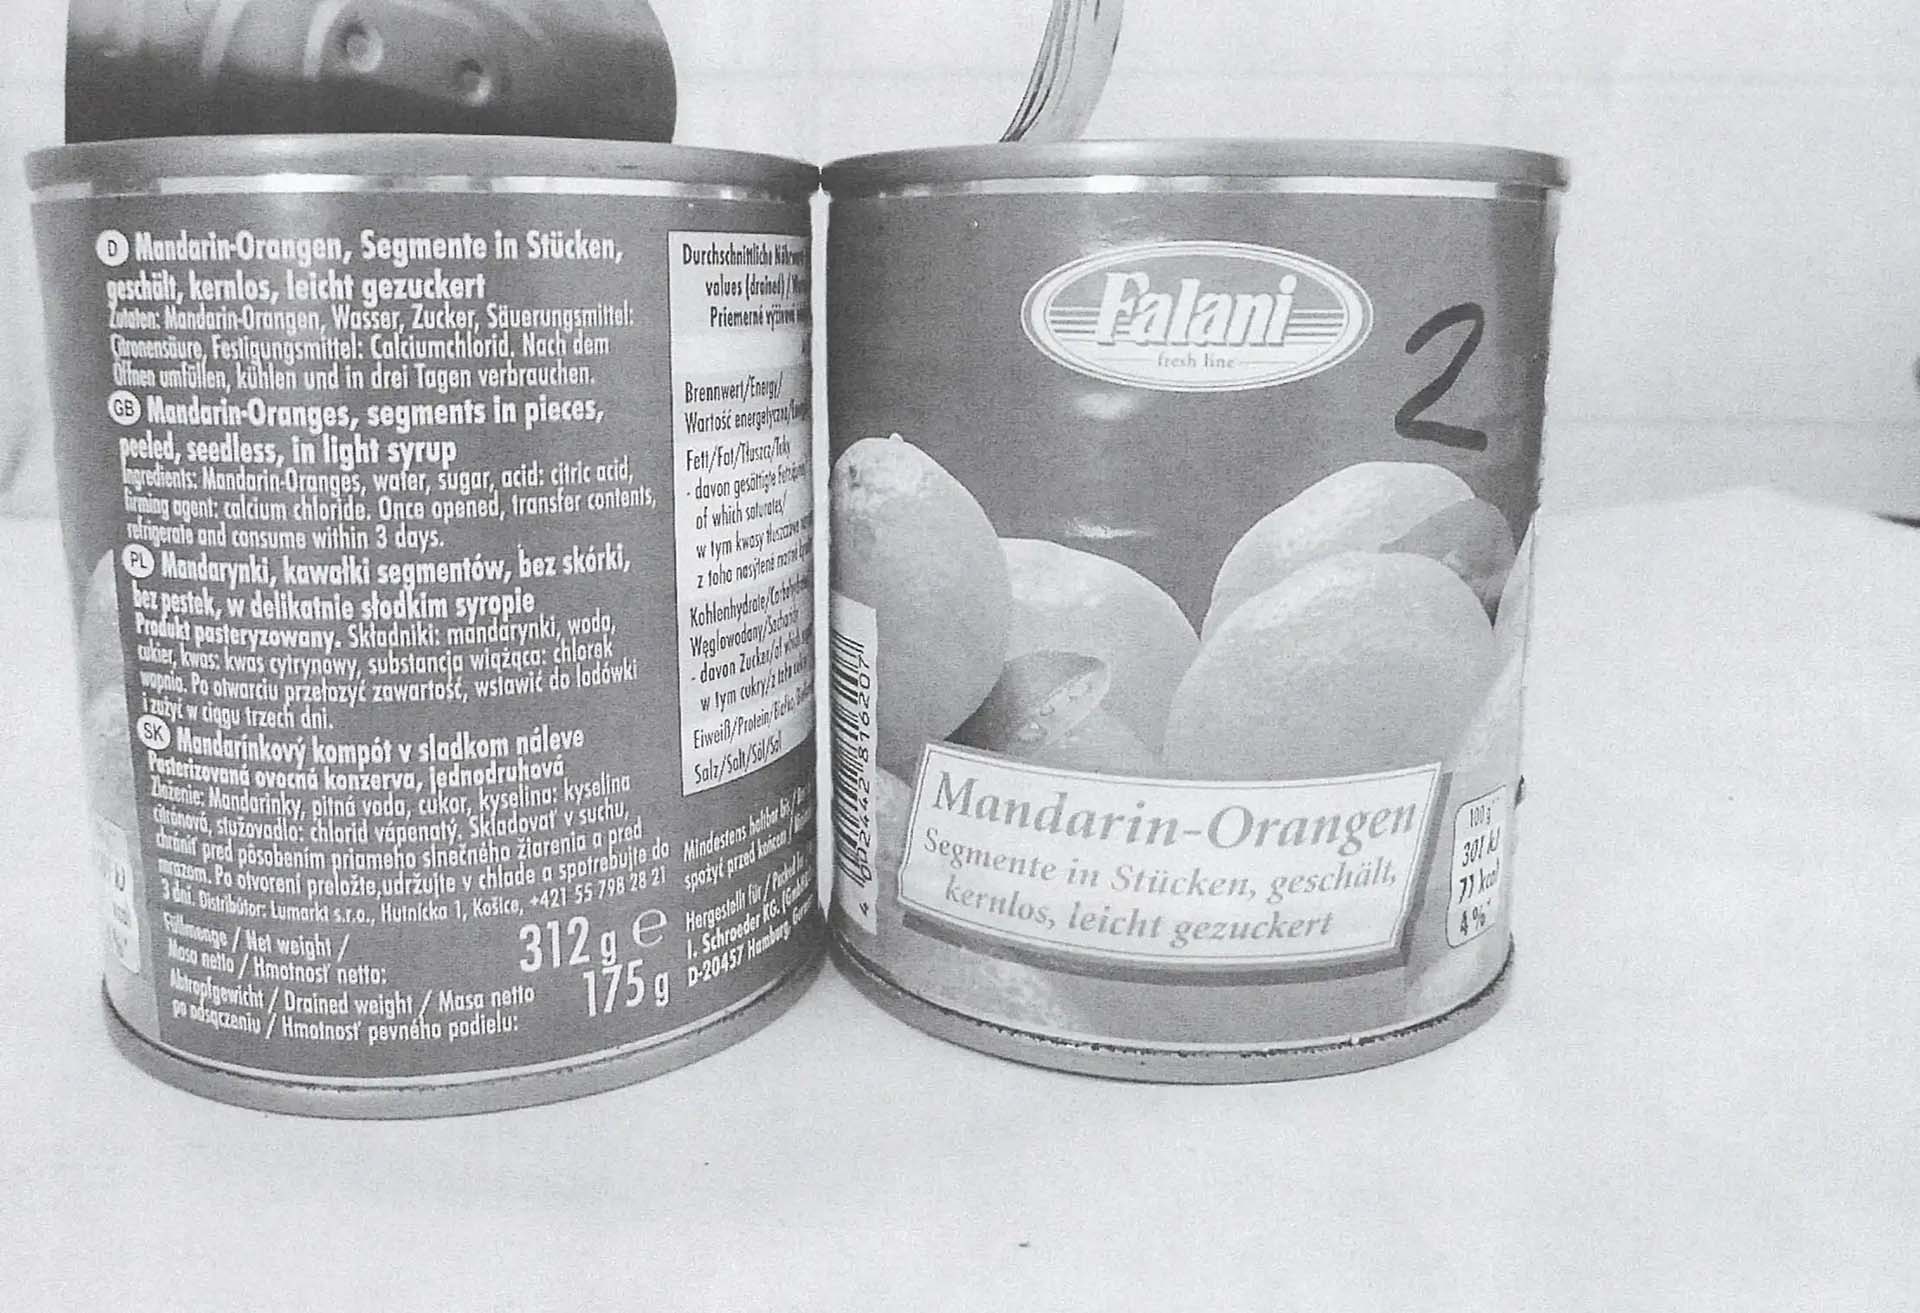 D Mandarin-Orangen, Segmente in Stücken,
geschält, kernlos, leicht gezuckert
Zutaten: Mandarin-Orangen, Wasser, Zucker, Säuerungsmittel:
Citronensäure, Festigungsmittel: Calciumchlorid. Nach dem
Öffnen umfüllen, kühlen und in drei Tagen verbrauchen.
GB Mandarin-Oranges, segments in pieces,
peeled, seedless, in light syrup
Ingredients: Mandarin-Oranges, water, sugar, acid: citric acid,
firming agent: calcium chloride. Once opened, transfer contents,
refrigerate and consume within 3 days.
PL Mandarynki, kawałki segmentów, bez skórki,
bez pestek, w delikatnie słodkim syropie
Produkt pasteryzowany. Składniki: mandarynki, woda,
cukier, kwas: kwas cytrynowy, substancja wiążąca: chlorek
wapnia. Po otwarciu przełożyć zawartość, wstawić do lodówki
i zużyć w ciągu trzech dni.
SK Mandarínkový kompót v sladkom náleve
Pasterizovaná ovocná konzerva, jednodruhová
Zloženie: Mandarínky, pitná voda, cukor, kyselina: kyselina
citrónová, stužovadlo: chlorid vápenatý. Skladovať v suchu,
chrániť pred pôsobením priameho slnečného žiarenia a pred
mrazom. Po otvorení preložte, udržujte v chlade a spotrebujte do
3 dní. Distribútor: Lumarkt s.r.o., Hutnícka 1, Košice, +421 55 798 28 21
Füllmenge / Net weight /
Masa netto / Hmotnosť netto:
312 g e
Abtropfgewicht / Drained weight / Masa netto
po odsączeniu / Hmotnosť pevného podielu:
175 g
Durchschnittliche
values (drained) /
Priemerné
Brennwert/Energy/
Wartość energetyczna/
Fett/Fat/Tłuszcz/Tuky
- davon gesättigte
of which saturates/
w tym kwasy tłuszczowe
z toho nasýtené
Kohlenhydrate/
Węglowodany/Sacharidy
- davon Zucker/of which
w tym cukry/z toho
Eiweiß/Protein/Białko/
Salz/Salt/Sól/Soľ
Mindestens haltbar bis /
spożyć przed końcem /
Hergestellt für / Packed
I. Schroeder KG. (GmbH
D-20457 Hamburg,
4 002442 816207
Falani
fresh line
2
Mandarin-Orangen
Segmente in Stücken, geschält,
kernlos, leicht gezuckert
100 g
301 kJ
71 kcal
4 %